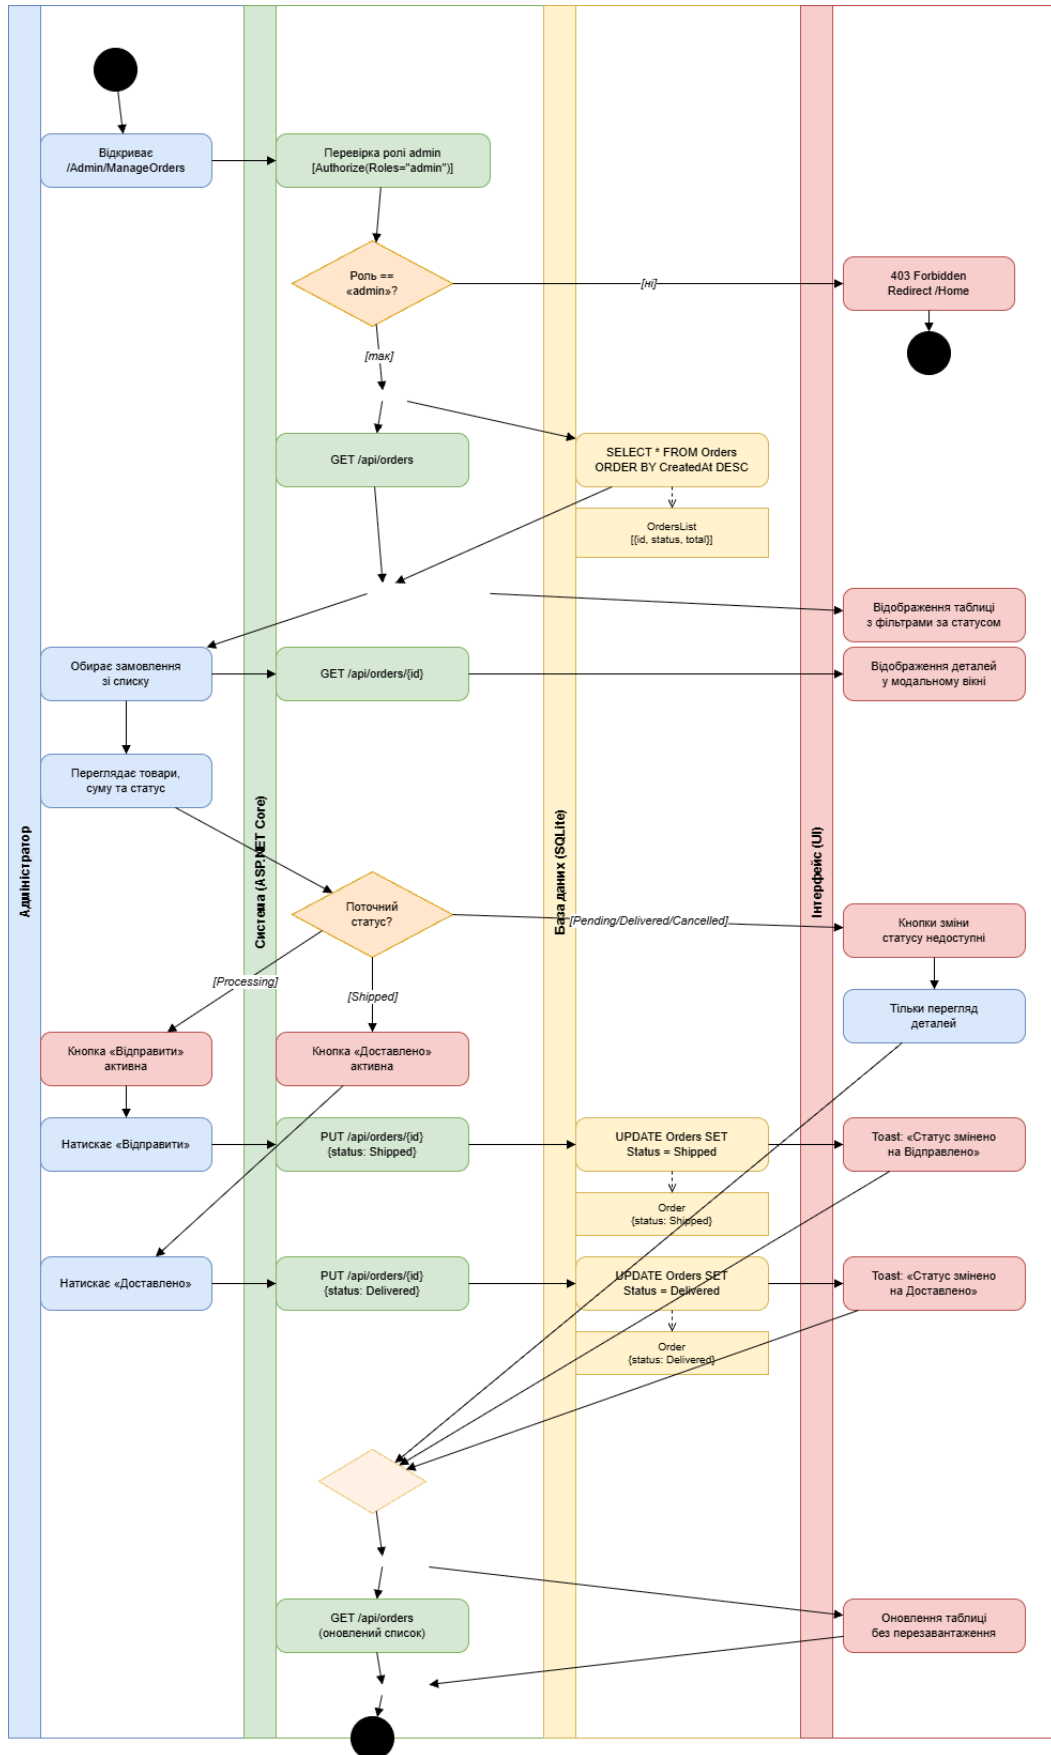 Відкриває
/Admin/ManageOrders
Перевірка ролі admin
[Authorize(Roles="admin")]
Роль ==
«admin»?
[ні]
403 Forbidden
Redirect /Home
[так]
GET /api/orders
SELECT * FROM Orders
ORDER BY CreatedAt DESC
OrdersList
[{id, status, total}]
Відображення таблиці
з фільтрами за статусом
Обирає замовлення
зі списку
GET /api/orders/{id}
Відображення деталей
у модальному вікні
Переглядає товари,
суму та статус
Адміністратор
Система (ASP.NET Core)
База даних (SQLite)
Інтерфейс (UI)
Поточний
статус?
[Pending/Delivered/Cancelled]
Кнопки зміни
статусу недоступні
[Processing]
[Shipped]
Тільки перегляд
деталей
Кнопка «Відправити»
активна
Кнопка «Доставлено»
активна
Натискає «Відправити»
PUT /api/orders/{id}
{status: Shipped}
UPDATE Orders SET
Status = Shipped
Toast: «Статус змінено
на Відправлено»
Order
{status: Shipped}
Натискає «Доставлено»
PUT /api/orders/{id}
{status: Delivered}
UPDATE Orders SET
Status = Delivered
Toast: «Статус змінено
на Доставлено»
Order
{status: Delivered}
GET /api/orders
(оновлений список)
Оновлення таблиці
без перезавантаження